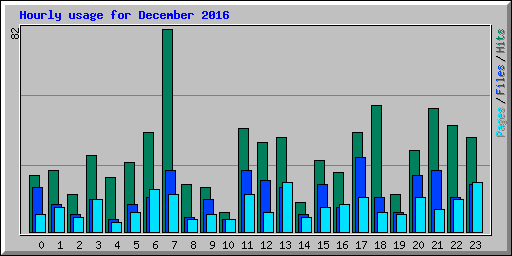 Hourly usage for December 2016
82
Pages/Files/Hits
0 1 2 3 4 5 6 7 8 9 10 11 12 13 14 15 16 17 18 19 20 21 22 23